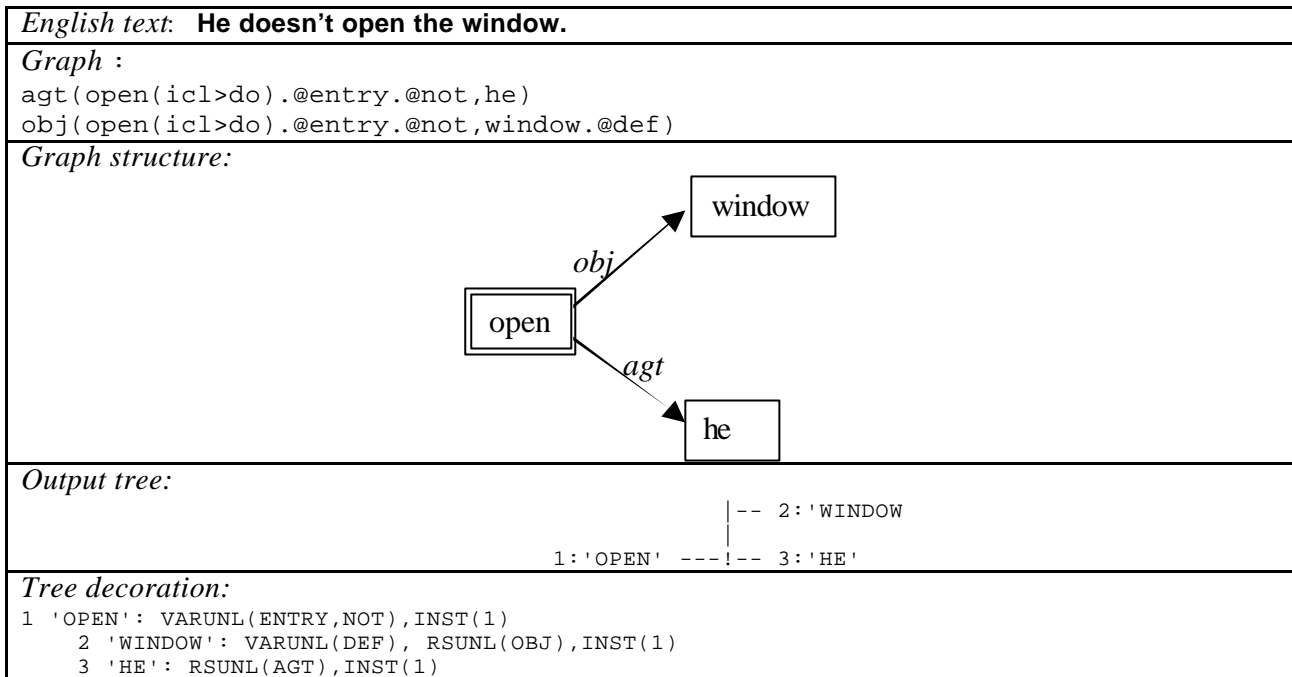 English text:  He doesn’t open the window.
Graph :
agt(open(icl>do).@entry.@not,he)
obj(open(icl>do).@entry.@not,window.@def)
Graph structure:
window
obj
open
agt
he
Output tree:
|-- 2:'WINDOW
|
1:'OPEN' ---!-- 3:'HE'
Tree decoration:
1 'OPEN': VARUNL(ENTRY,NOT),INST(1)
2 'WINDOW': VARUNL(DEF), RSUNL(OBJ),INST(1)
3 'HE': RSUNL(AGT),INST(1)